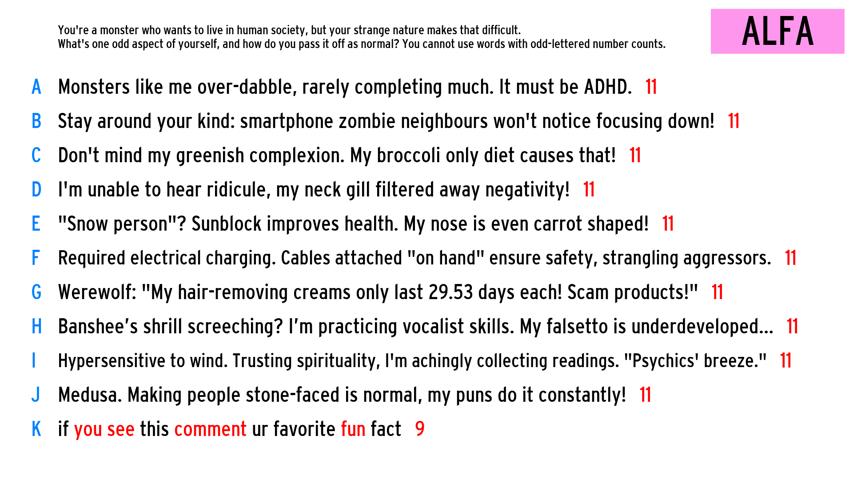 You're a monster who wants to live in human society, but your strange nature makes that difficult.
What's one odd aspect of yourself, and how do you pass it off as normal? You cannot use words with odd-lettered number counts.
ALFA
A Monsters like me over-dabble, rarely completing much. It must be ADHD. 11
B Stay around your kind: smartphone zombie neighbours won't notice focusing down! 11
C Don't mind my greenish complexion. My broccoli only diet causes that! 11
D I'm unable to hear ridicule, my neck gill filtered away negativity! 11
E "Snow person"? Sunblock improves health. My nose is even carrot shaped! 11
F Required electrical charging. Cables attached "on hand" ensure safety, strangling aggressors. 11
G Werewolf: "My hair-removing creams only last 29.53 days each! Scam products!" 11
H Banshee’s shrill screeching? I’m practicing vocalist skills. My falsetto is underdeveloped... 11
I Hypersensitive to wind. Trusting spirituality, I'm achingly collecting readings. "Psychics' breeze." 11
J Medusa. Making people stone-faced is normal, my puns do it constantly! 11
K if you see this comment ur favorite fun fact 9